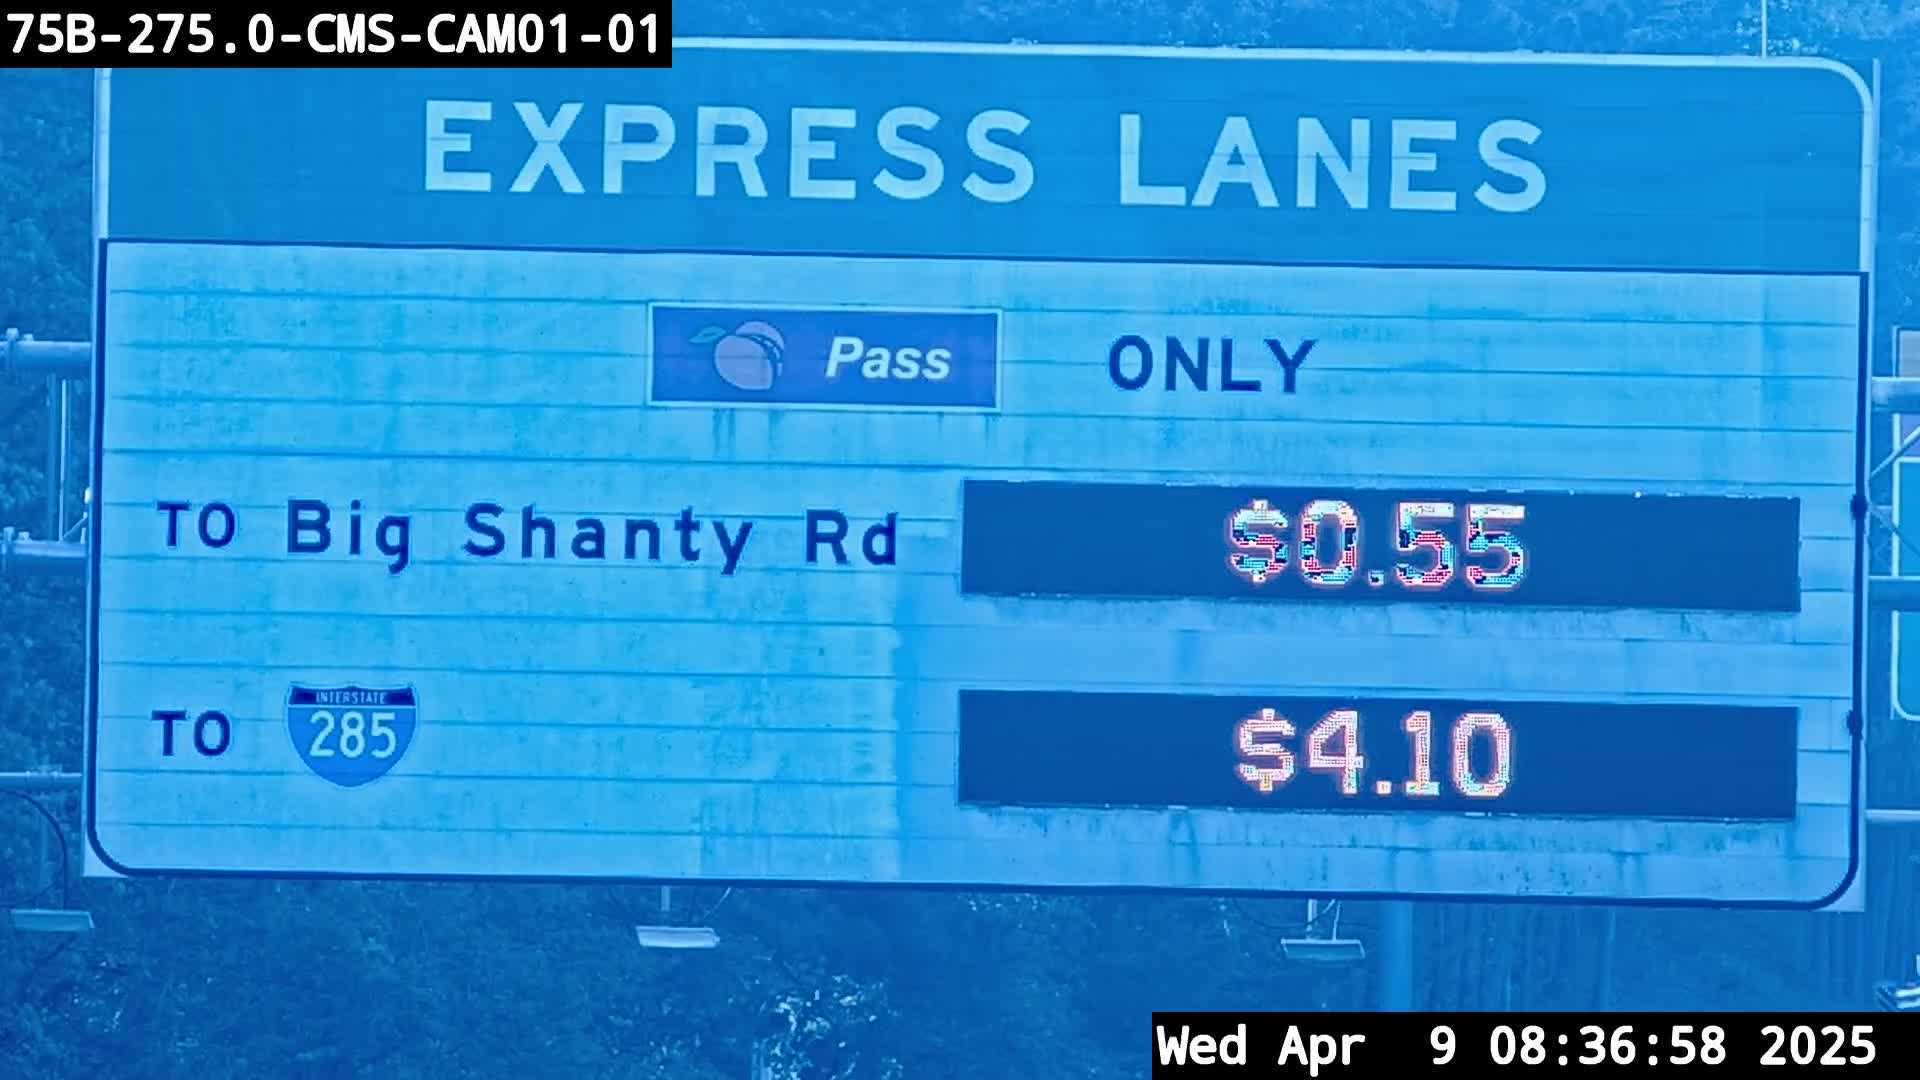 75B-275.0-CMS-CAM01-01
EXPRESS LANES
Pass ONLY
TO Big Shanty Rd $0.55
INTERSTATE
TO 285 $4.10
Wed Apr 9 08:36:58 2025